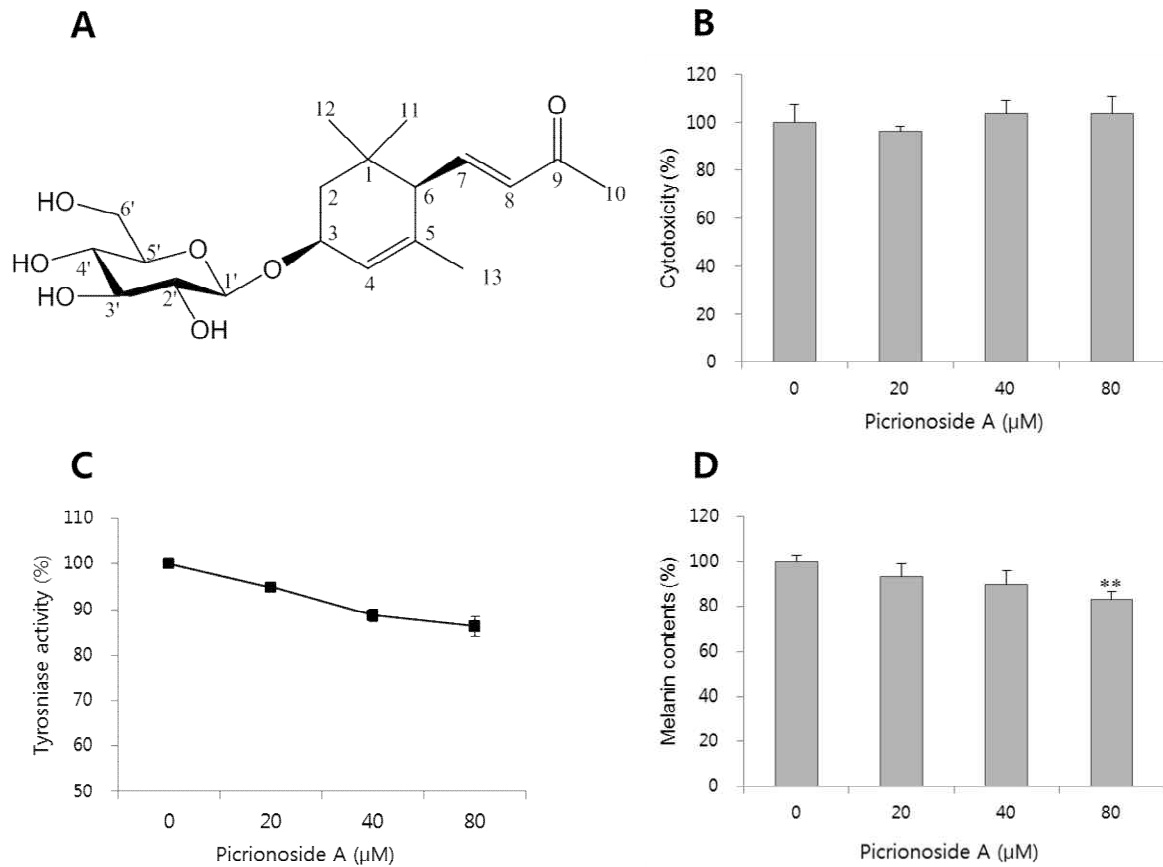 A
12
11
O
1
7
8
9
10
2
6
3
5
4
13
HO
6'
HO
4'
5'
O
O
1'
HO
3'
2'
OH
B
Cytotoxicity (%)
120
100
80
60
40
20
0
0 20 40 80
Picrionoside A (μM)
C
Tyrosniase activity (%)
110
100
90
80
70
60
50
0 20 40 80
Picrionoside A (μM)
D
Melanin contents (%)
120
100
80
60
40
20
0
**
0 20 40 80
Picrionoside A (μM)